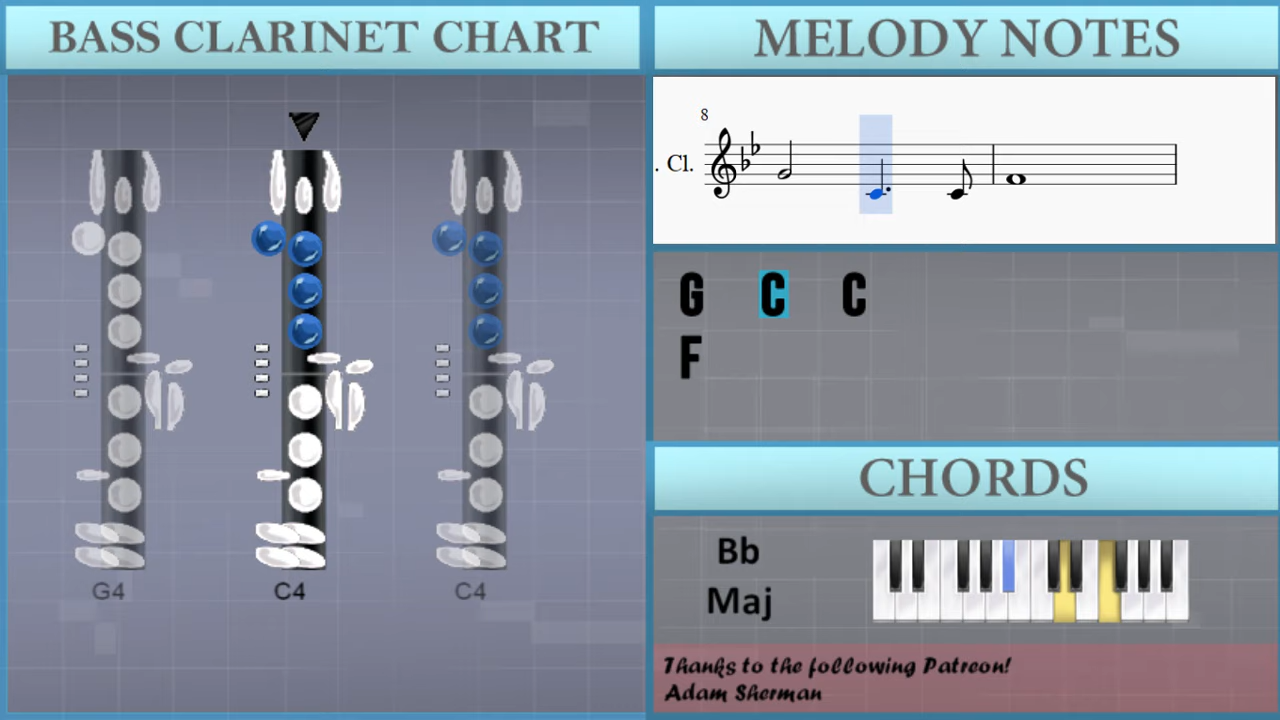 BASS CLARINET CHART
G4 C4 C4
MELODY NOTES
8
. Cl.
G C C
F
CHORDS
Bb
Maj
Thanks to the following Patreon!
Adam Sherman